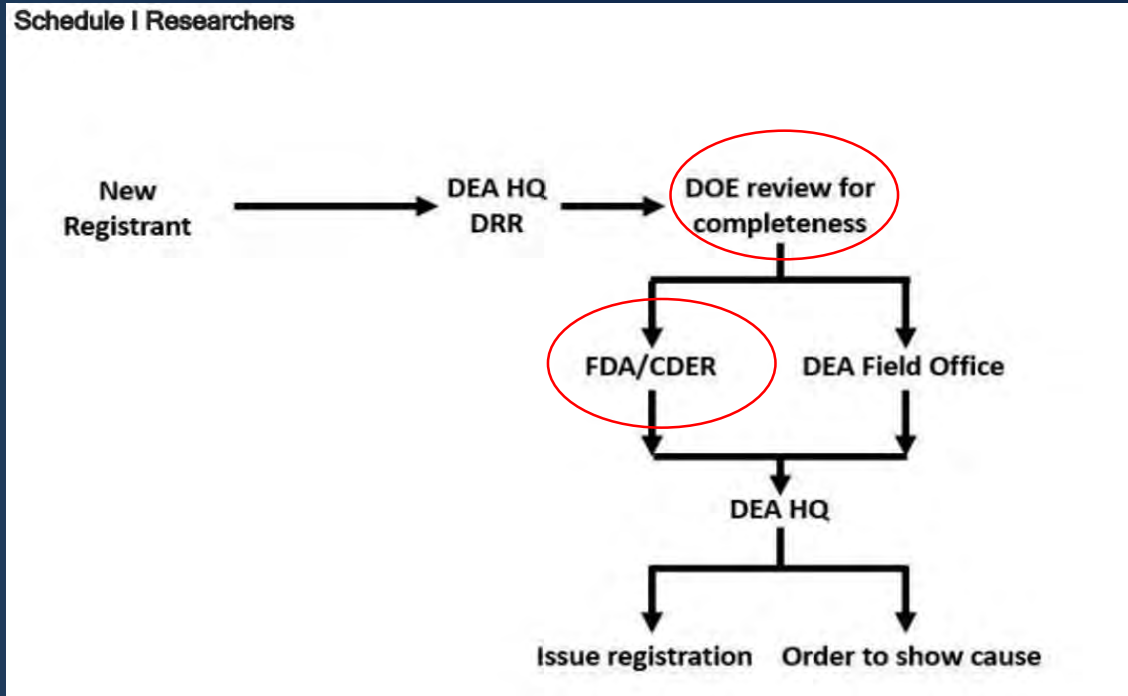 Schedule I Researchers
New
Registrant
DEA HQ
DRR
DOE review for
completeness
FDA/CDER
DEA Field Office
DEA HQ
Issue registration
Order to show cause